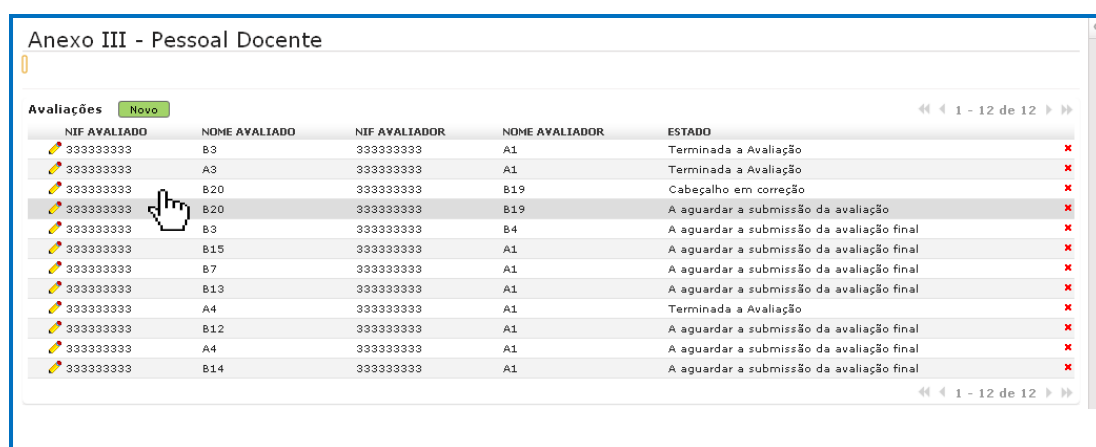 Anexo III - Pessoal Docente
Avaliações Novo 1 - 12 de 12
NIF AVALIADO NOME AVALIADO NIF AVALIADOR NOME AVALIADOR ESTADO
333333333 B3 333333333 A1 Terminada a Avaliação
333333333 A3 333333333 A1 Terminada a Avaliação
333333333 B20 333333333 B19 Cabeçalho em correção
333333333 B20 333333333 B19 A aguardar a submissão da avaliação
333333333 B3 333333333 B4 A aguardar a submissão da avaliação final
333333333 B15 333333333 A1 A aguardar a submissão da avaliação final
333333333 B7 333333333 A1 A aguardar a submissão da avaliação final
333333333 B13 333333333 A1 A aguardar a submissão da avaliação final
333333333 A4 333333333 A1 Terminada a Avaliação
333333333 B12 333333333 A1 A aguardar a submissão da avaliação final
333333333 A4 333333333 A1 A aguardar a submissão da avaliação final
333333333 B14 333333333 A1 A aguardar a submissão da avaliação final
1 - 12 de 12